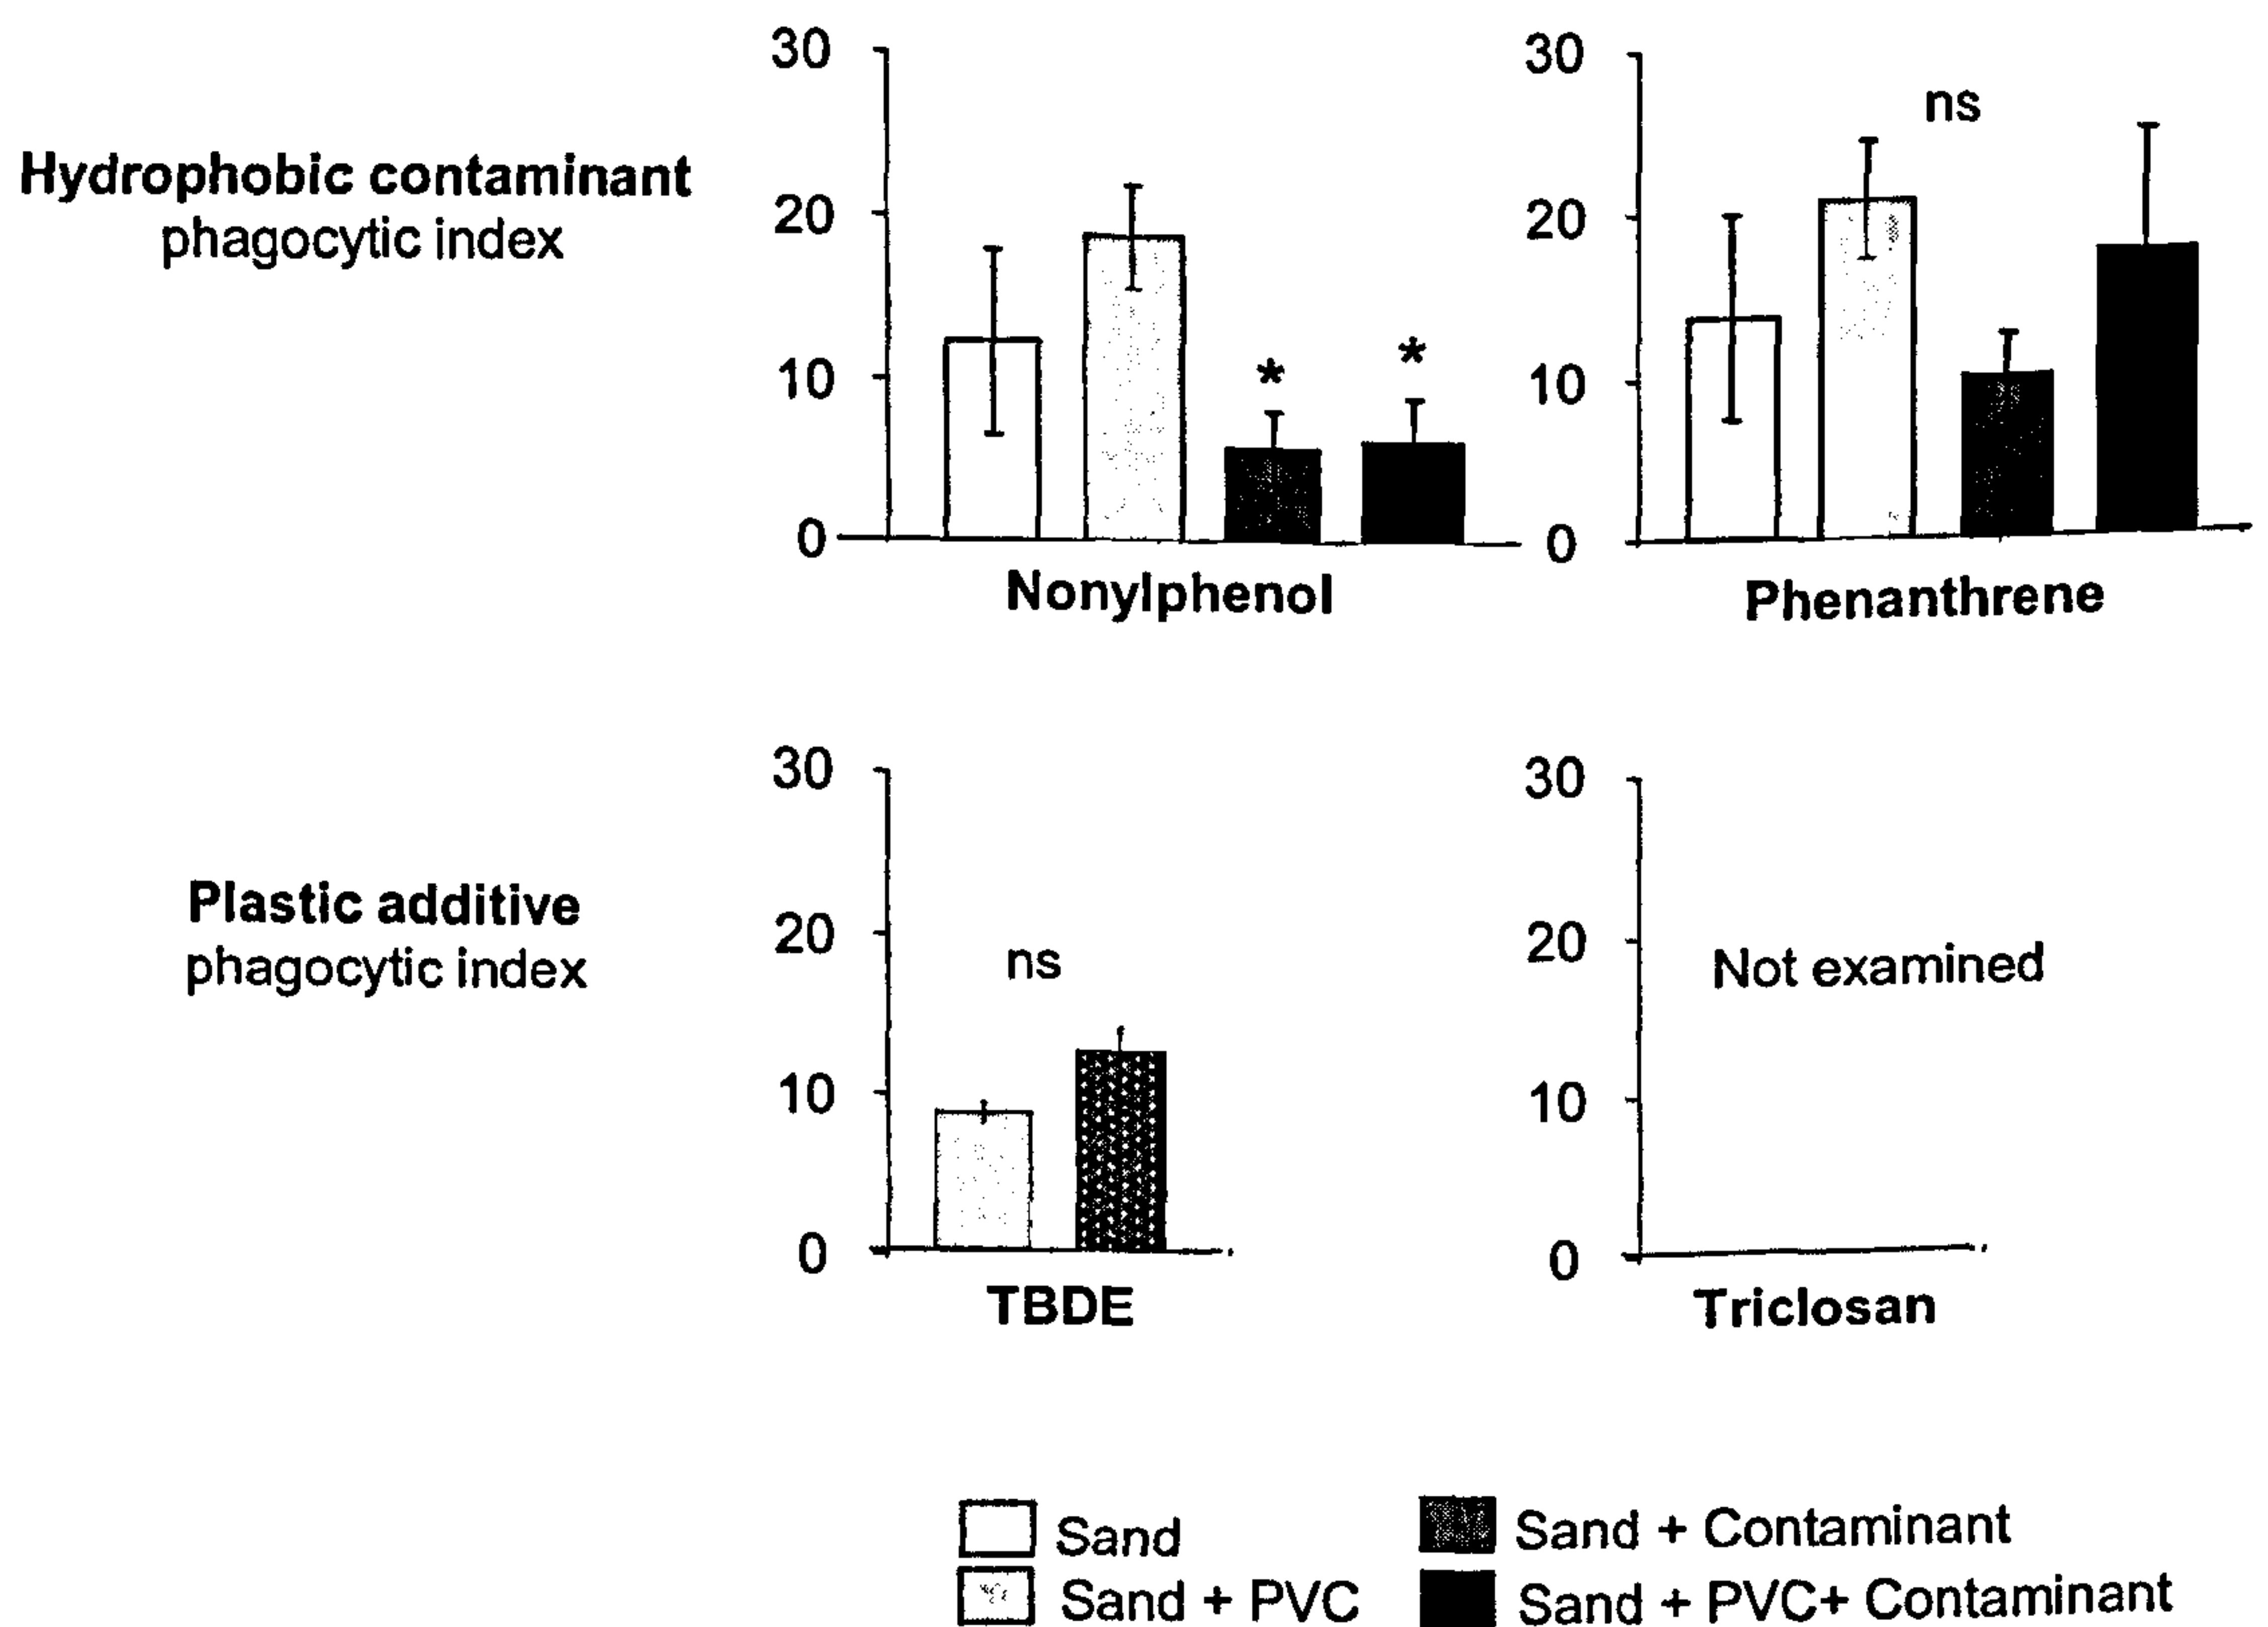 Hydrophobic contaminant
phagocytic index
30
20
10
0
*
*
Nonylphenol
30
20
10
0
ns
Phenanthrene
Plastic additive
phagocytic index
30
20
10
0
ns
TBDE
30
20
10
0
Not examined
Triclosan
Sand
Sand + PVC
Sand + Contaminant
Sand + PVC+ Contaminant